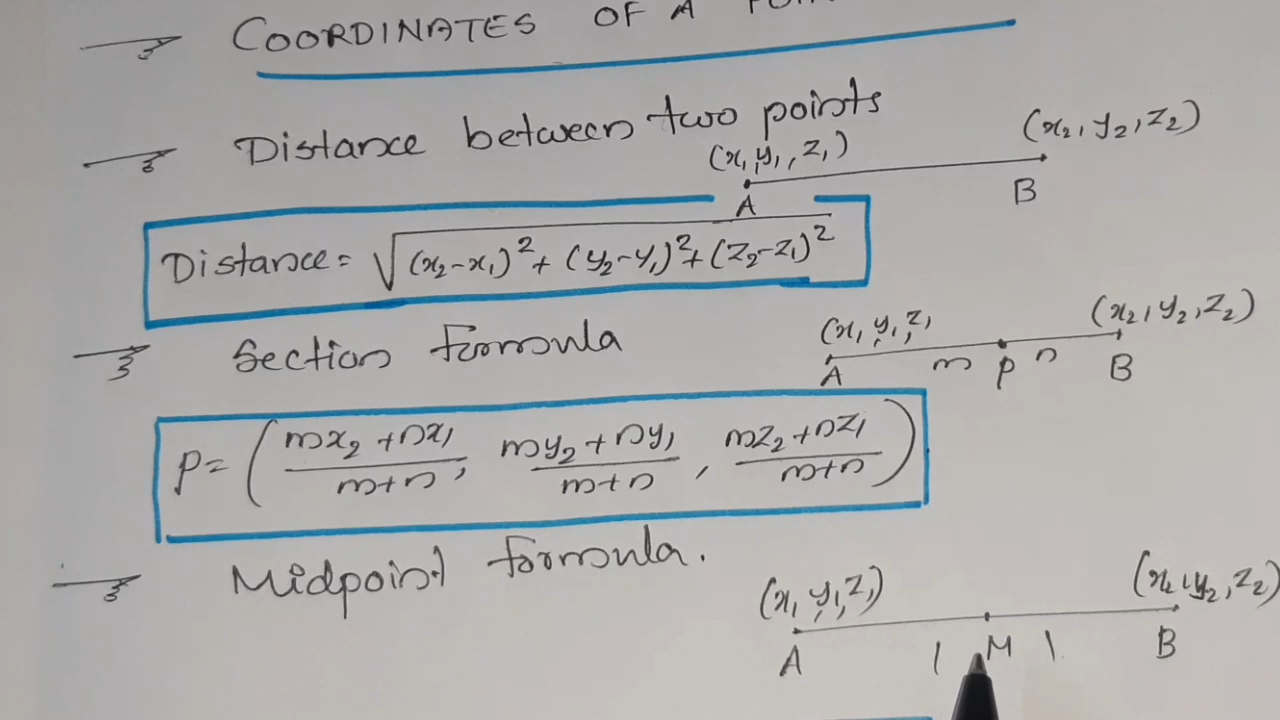 COORDINATES OF A
Distance between two points
(x₁, y₁, z₁) (x₂, y₂, z₂)
A B
Distance = √(x₂-x₁)² + (y₂-y₁)² + (z₂-z₁)²
Section formula
(x₁, y₁, z₁ (x₂, y₂, z₂)
A m P n B
P = ( mx₂ + nx₁ / m+n , my₂ + ny₁ / m+n , mz₂ + nz₁ / m+n )
Midpoint formula.
(x₁, y₁, z₁) (x₂, y₂, z₂)
A 1 M 1 B